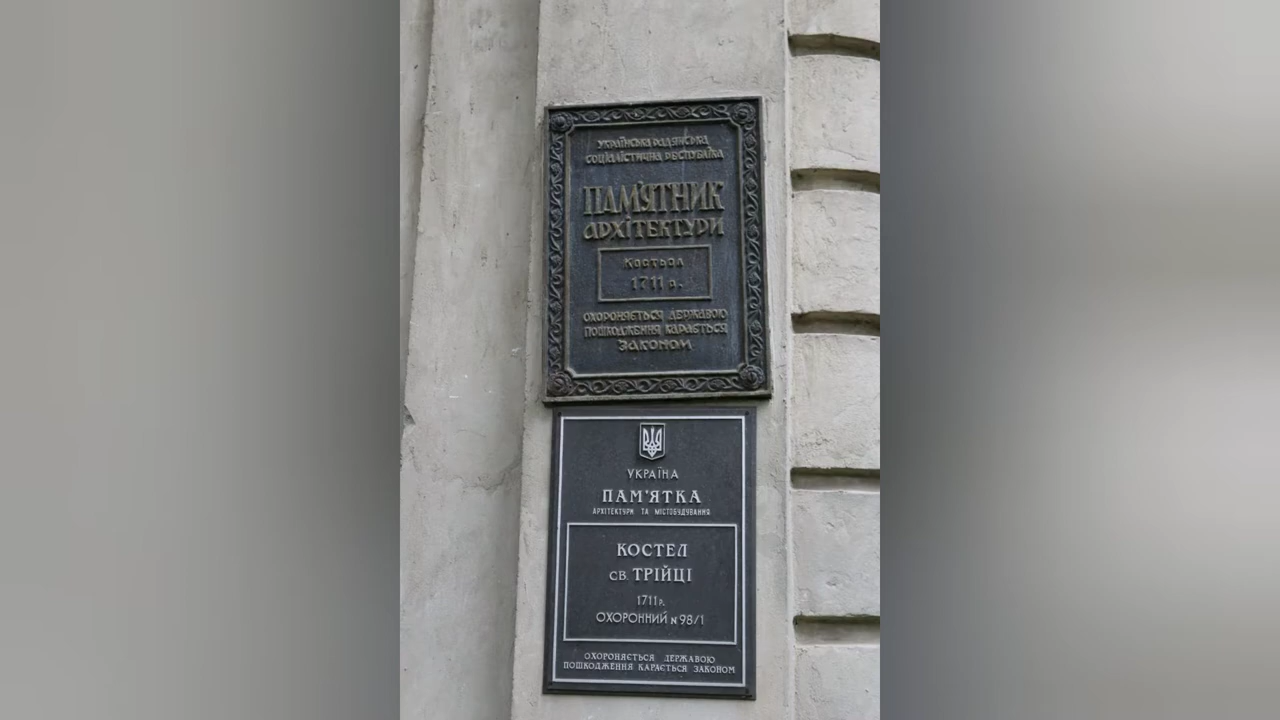 УКРАЇНСЬКА РАДЯНСЬКА
СОЦІАЛІСТИЧНА РЕСПУБЛІКА
ПАМ'ЯТНИК
АРХІТЕКТУРИ
Костьол
1711 р.
ОХОРОНЯЄТЬСЯ ДЕРЖАВОЮ
ПОШКОДЖЕННЯ КАРАЄТЬСЯ
ЗАКОНОМ
УКРАЇНА
ПАМ'ЯТКА
АРХІТЕКТУРИ ТА МІСТОБУДУВАННЯ
КОСТЕЛ
СВ. ТРІЙЦІ
1711 р.
ОХОРОННИЙ N 98/1
ОХОРОНЯЄТЬСЯ ДЕРЖАВОЮ
ПОШКОДЖЕННЯ КАРАЄТЬСЯ ЗАКОНОМ